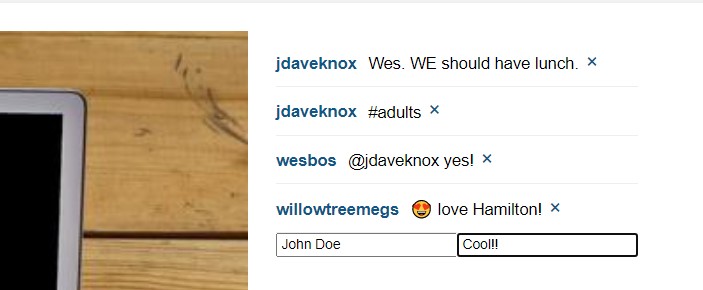 jdaveknox Wes. WE should have lunch. ×
jdaveknox #adults ×
wesbos @jdaveknox yes! ×
willowtreemegs 😍 love Hamilton! ×
John Doe Cool!!